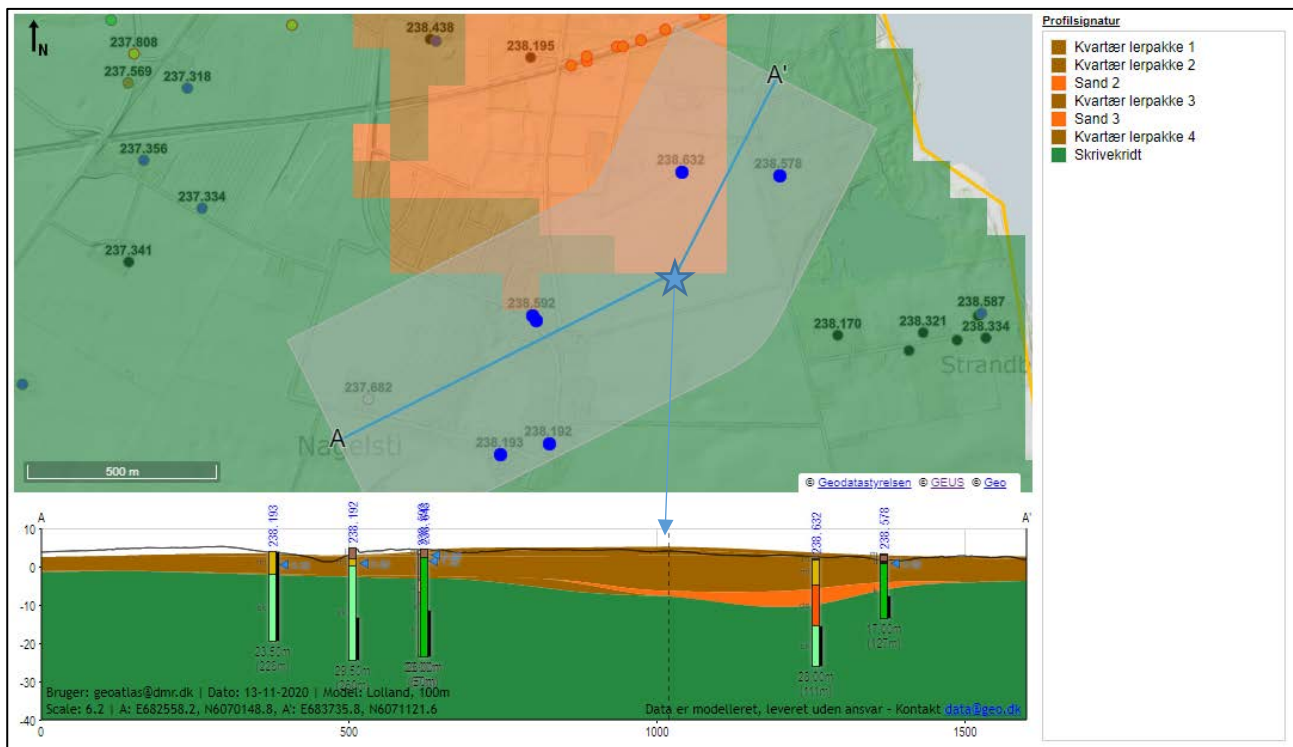 Profilsignatur
Kvartær lerpakke 1
Kvartær lerpakke 2
Sand 2
Kvartær lerpakke 3
Sand 3
Kvartær lerpakke 4
Skrivekridt
N
237.808
237.569
237.318
238.438
238.195
A'
237.356
237.334
237.341
238.632
238.578
238.592
238.170
238.321
238.587
238.334
Strandb
237.682
A
Nagelsti
238.193
238.192
500 m
© Geodatastyrelsen © GEUS © Geo
A
238.193
238.192
238.632
238.578
A'
10
0
-10
-20
-30
-40
23.50m
(228m)
29.50m
28.00m
(111m)
17.00m
(127m)
Bruger: geoatlas@dmr.dk | Dato: 13-11-2020 | Model: Lolland, 100m
Scale: 6.2 | A: E682558.2, N6070148.8, A': E683735.8, N6071121.6
Data er modelleret, leveret uden ansvar - Kontakt data@geo.dk
0
500
1000
1500